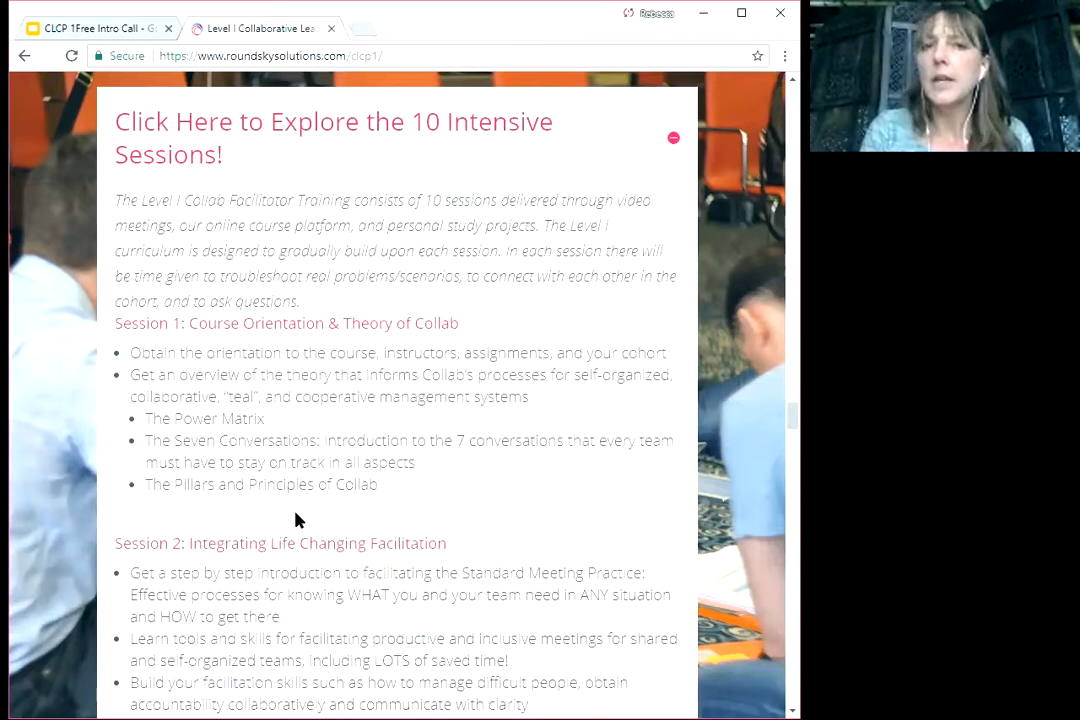 CLCP 1Free Intro Call - G
Level I Collaborative Lea
Rebecca
Secure
https://www.roundskysolutions.com/clcp1/
Click Here to Explore the 10 Intensive
Sessions!
The Level I Collab Facilitator Training consists of 10 sessions delivered through video
meetings, our online course platform, and personal study projects. The Level I
curriculum is designed to gradually build upon each session. In each session there will
be time given to troubleshoot real problems/scenarios, to connect with each other in the
cohort, and to ask questions.
Session 1: Course Orientation & Theory of Collab
Obtain the orientation to the course, instructors, assignments, and your cohort
Get an overview of the theory that informs Collab's processes for self-organized,
collaborative, "teal", and cooperative management systems
The Power Matrix
The Seven Conversations: Introduction to the 7 conversations that every team
must have to stay on track in all aspects
The Pillars and Principles of Collab
Session 2: Integrating Life Changing Facilitation
Get a step by step introduction to facilitating the Standard Meeting Practice:
Effective processes for knowing WHAT you and your team need in ANY situation
and HOW to get there
Learn tools and skills for facilitating productive and inclusive meetings for shared
and self-organized teams, including LOTS of saved time!
Build your facilitation skills such as how to manage difficult people, obtain
accountability collaboratively and communicate with clarity